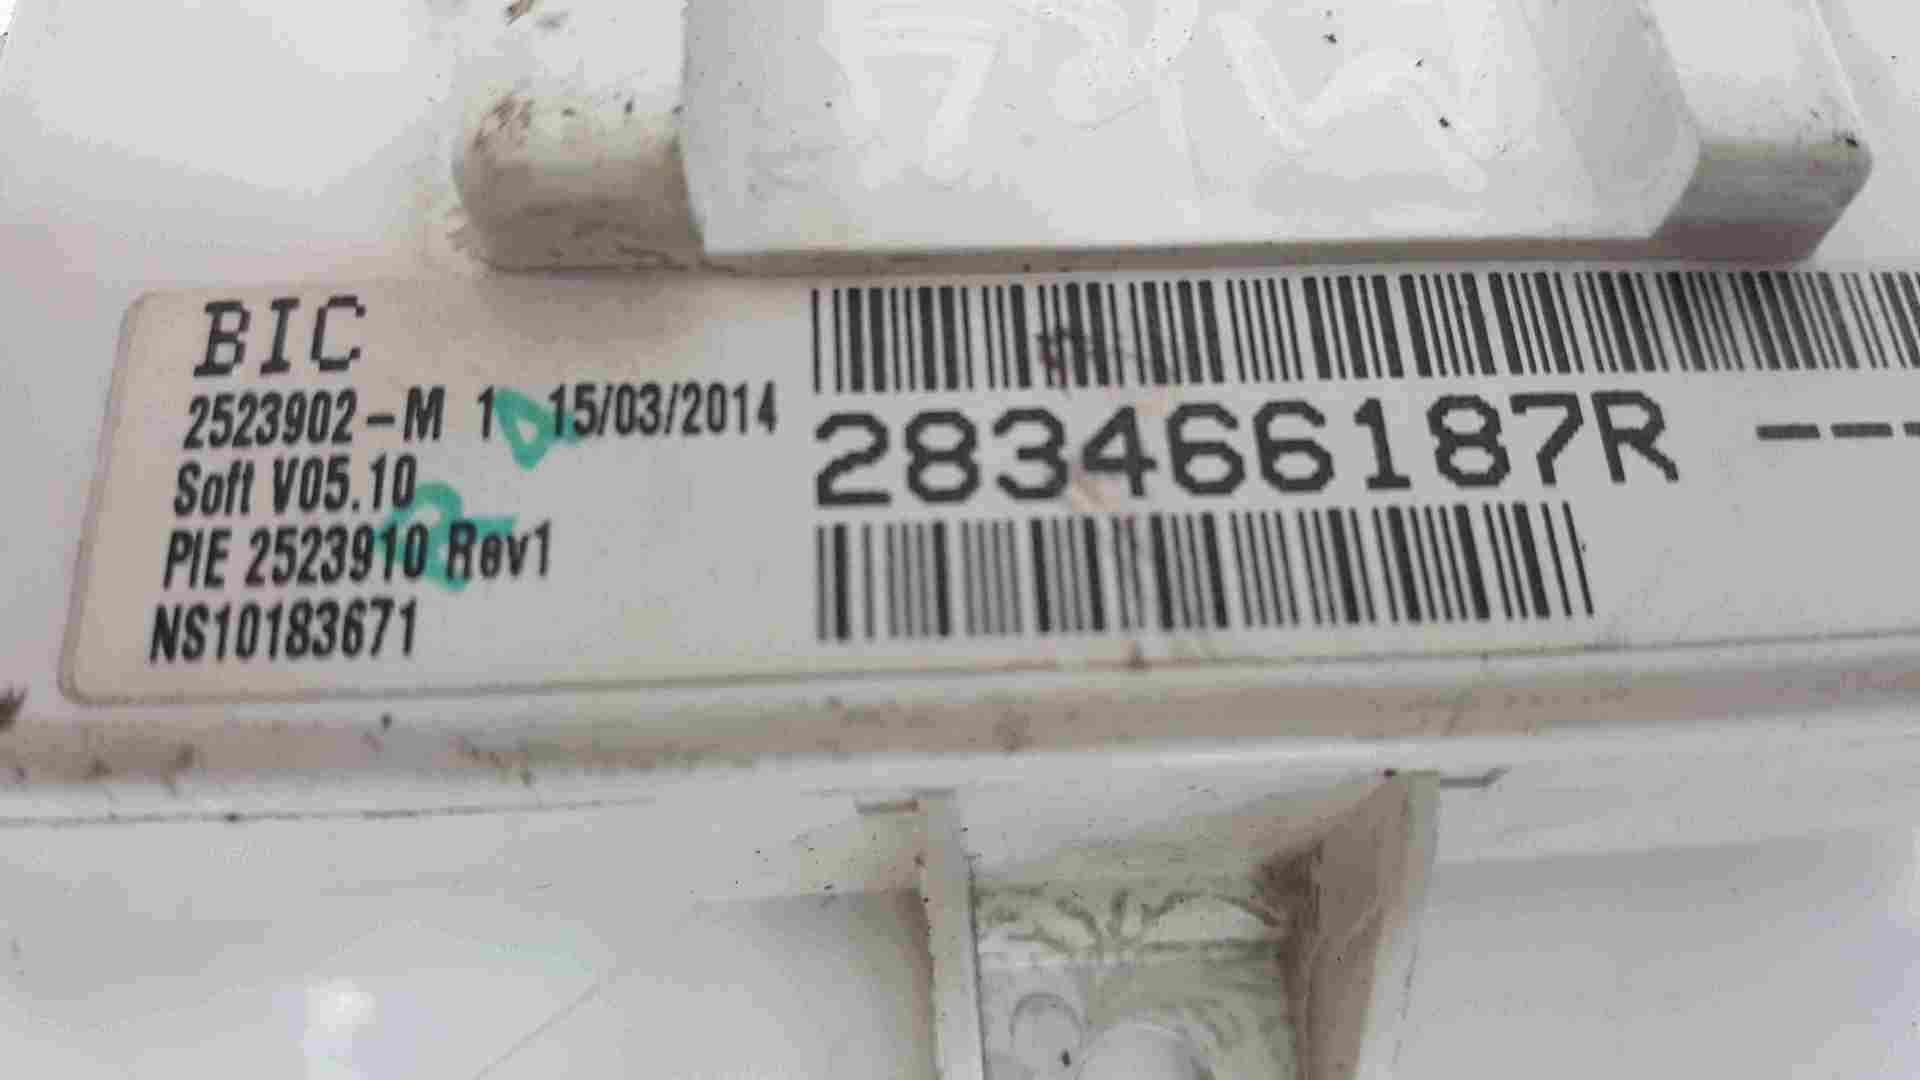 BIC
2523902-M 1 15/03/2014
Soft V05.10
PIE 2523910 Rev1
NS10183671
283466187R ---